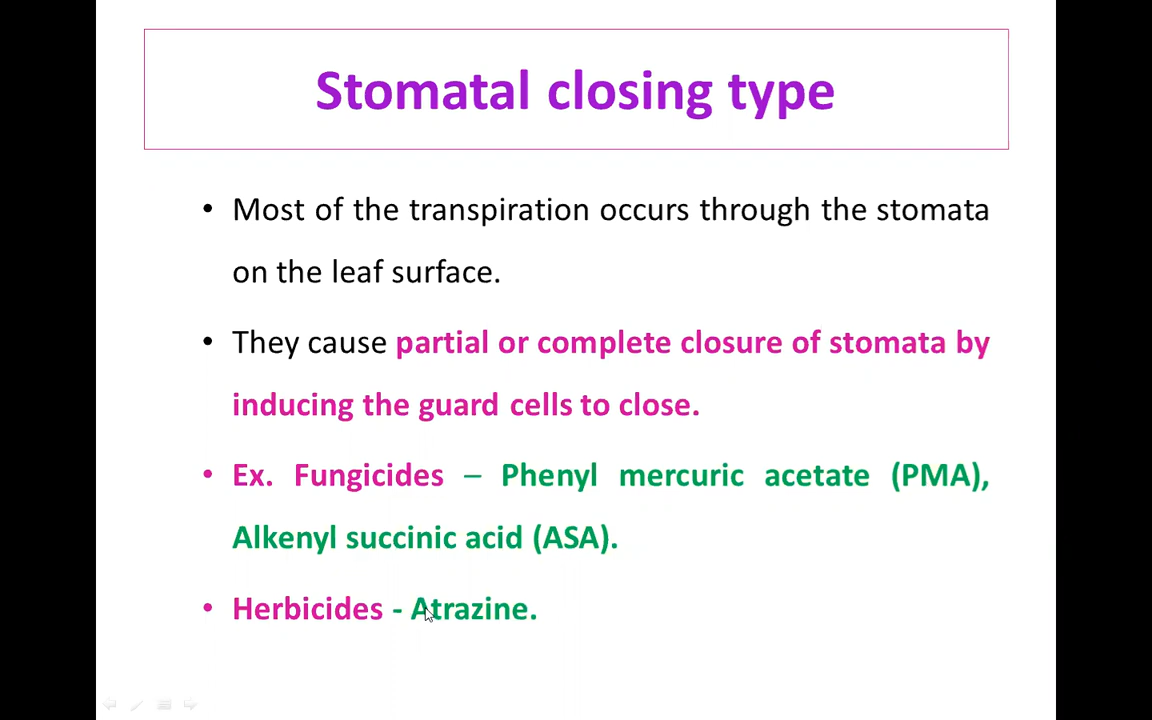 Stomatal closing type
• Most of the transpiration occurs through the stomata
on the leaf surface.
• They cause partial or complete closure of stomata by
inducing the guard cells to close.
• Ex. Fungicides – Phenyl mercuric acetate (PMA),
Alkenyl succinic acid (ASA).
• Herbicides - Atrazine.